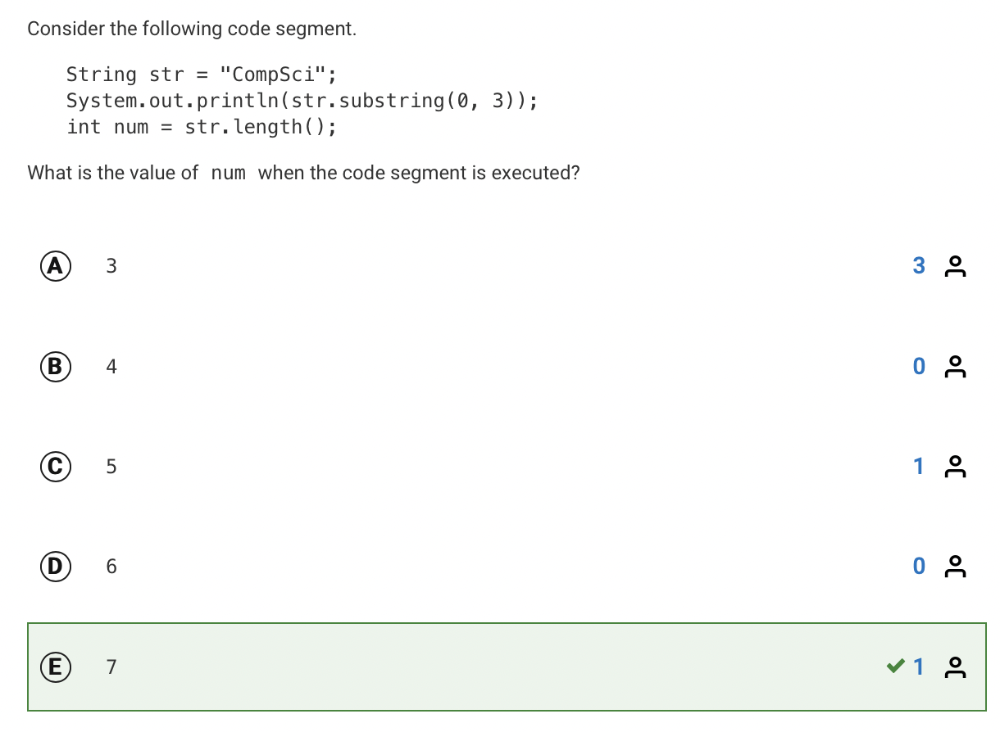 Consider the following code segment.
String str = "CompSci";
System.out.println(str.substring(0, 3));
int num = str.length();
What is the value of num when the code segment is executed?
A 3 3
B 4 0
C 5 1
D 6 0
E 7 1